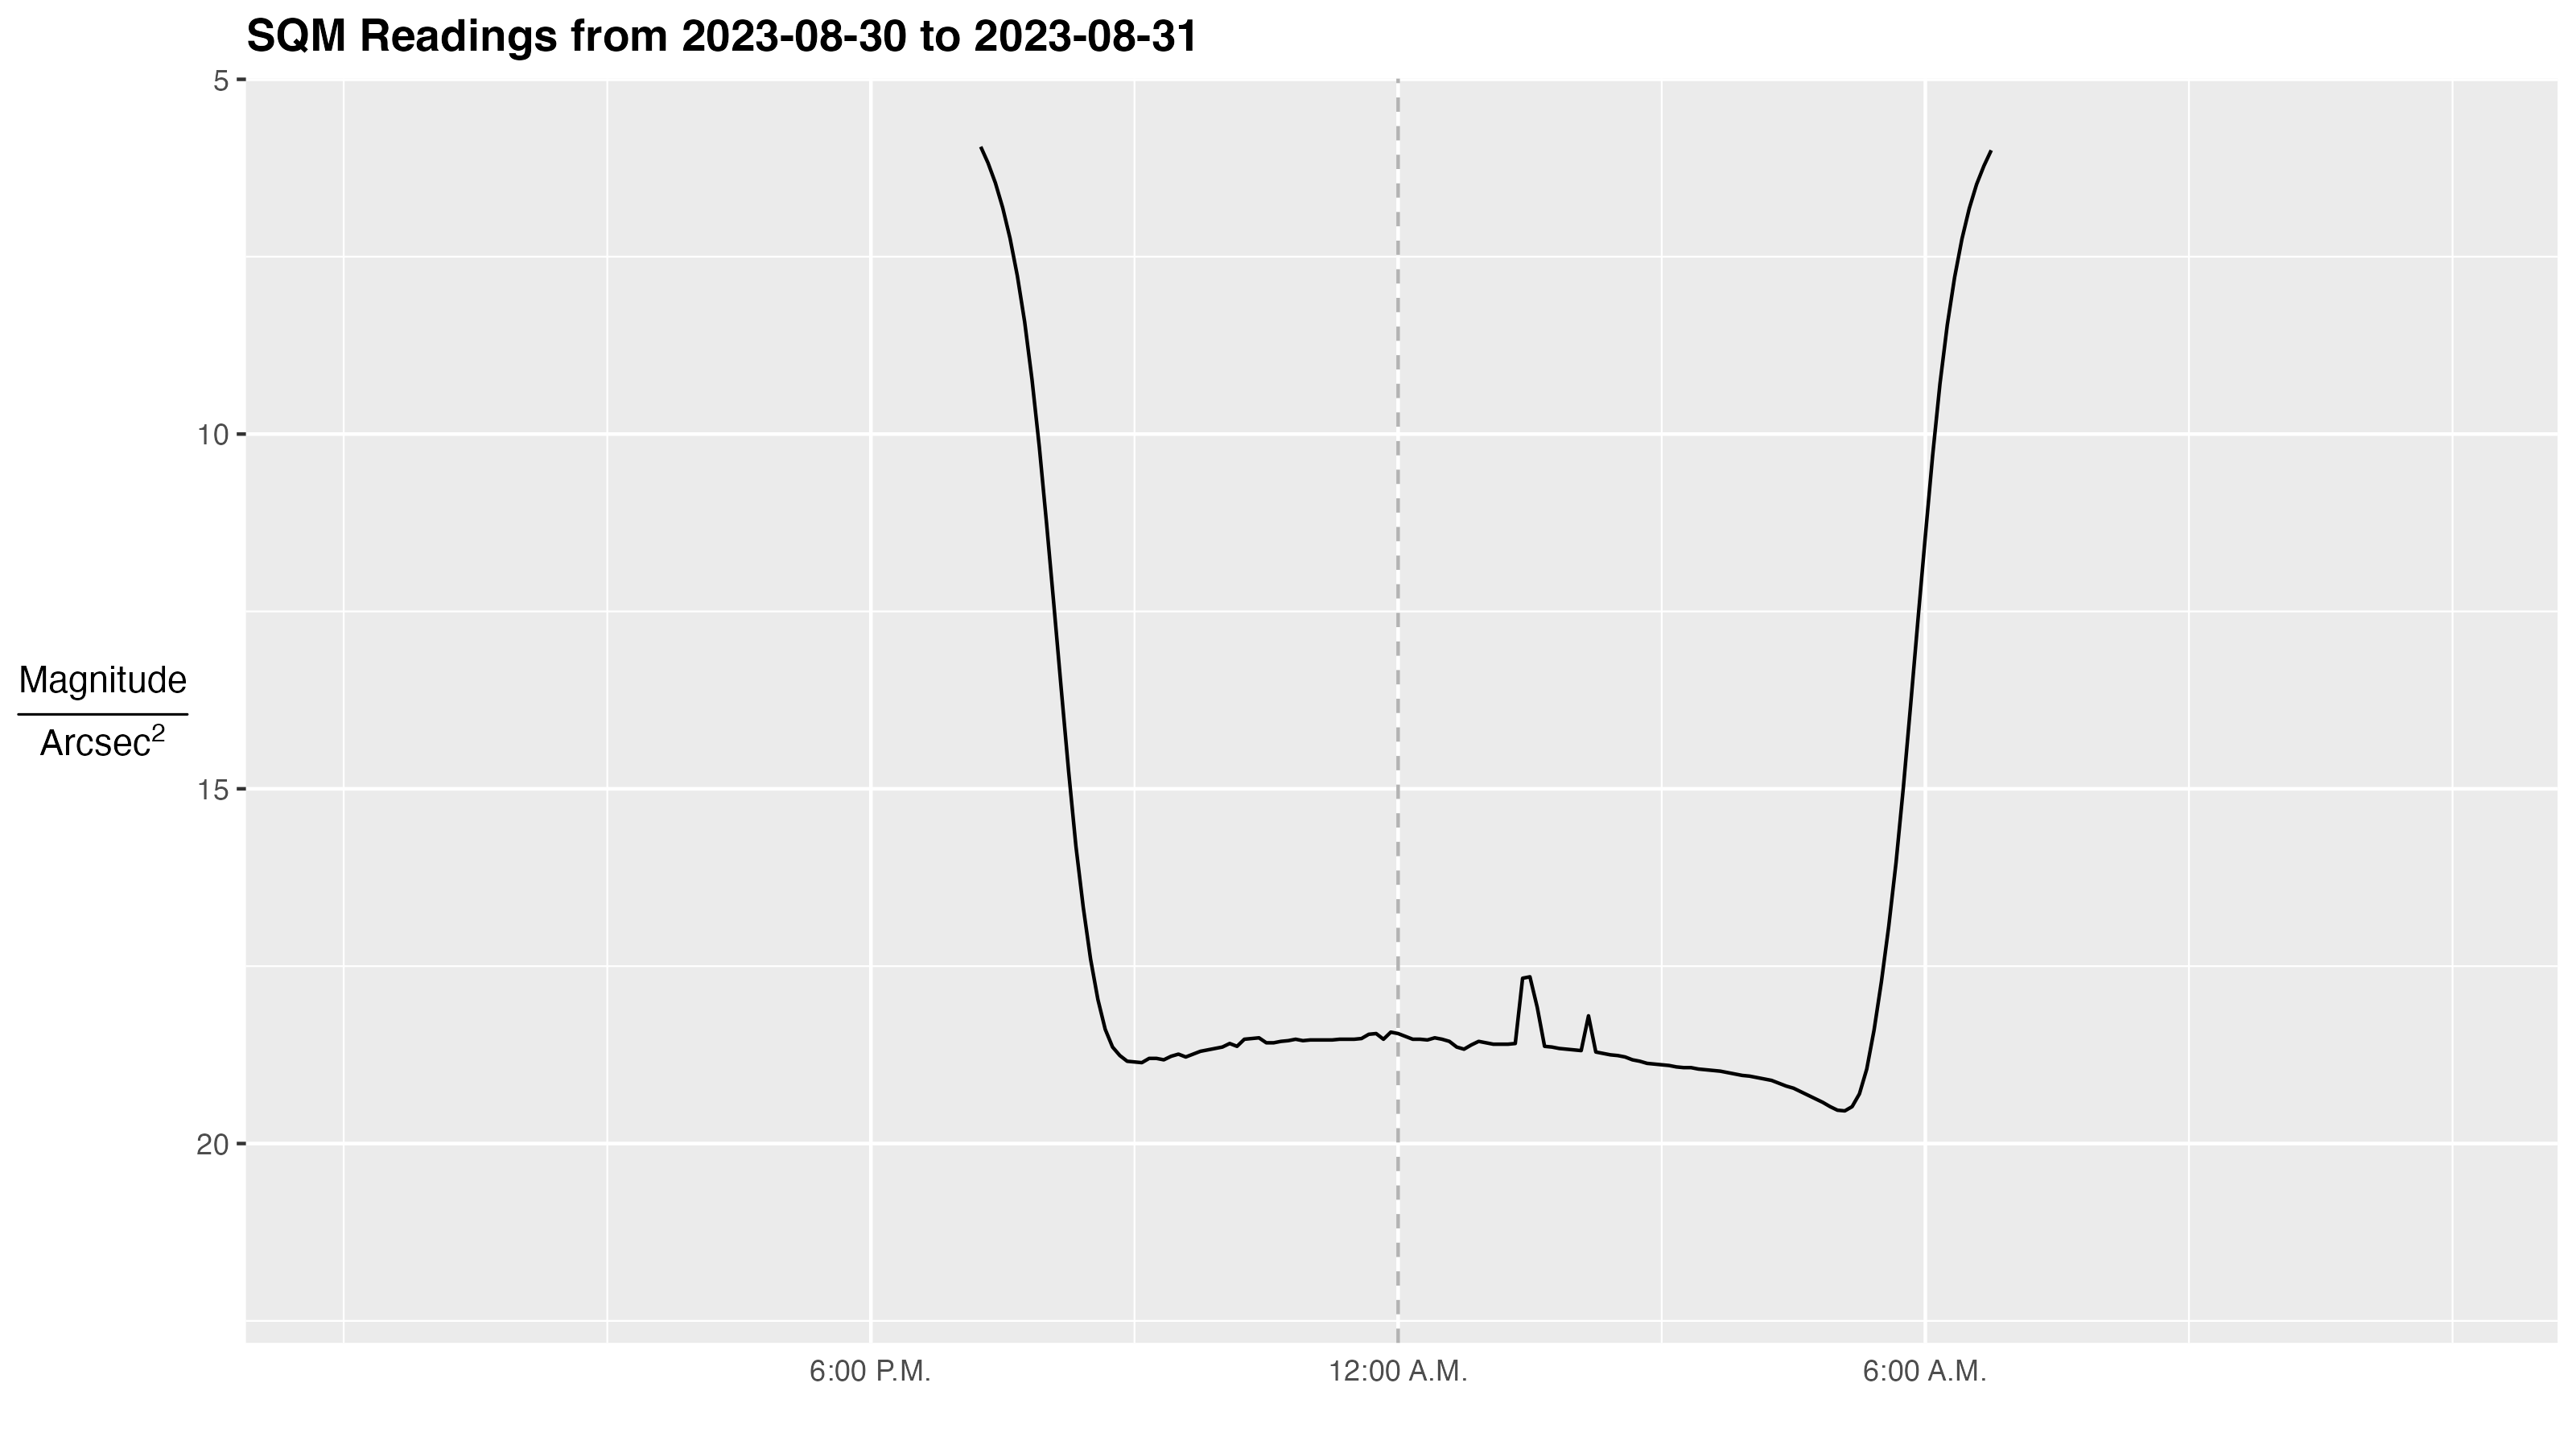 SQM Readings from 2023-08-30 to 2023-08-31
5
10
15
20
Magnitude
Arcsec²
6:00 P.M.
12:00 A.M.
6:00 A.M.